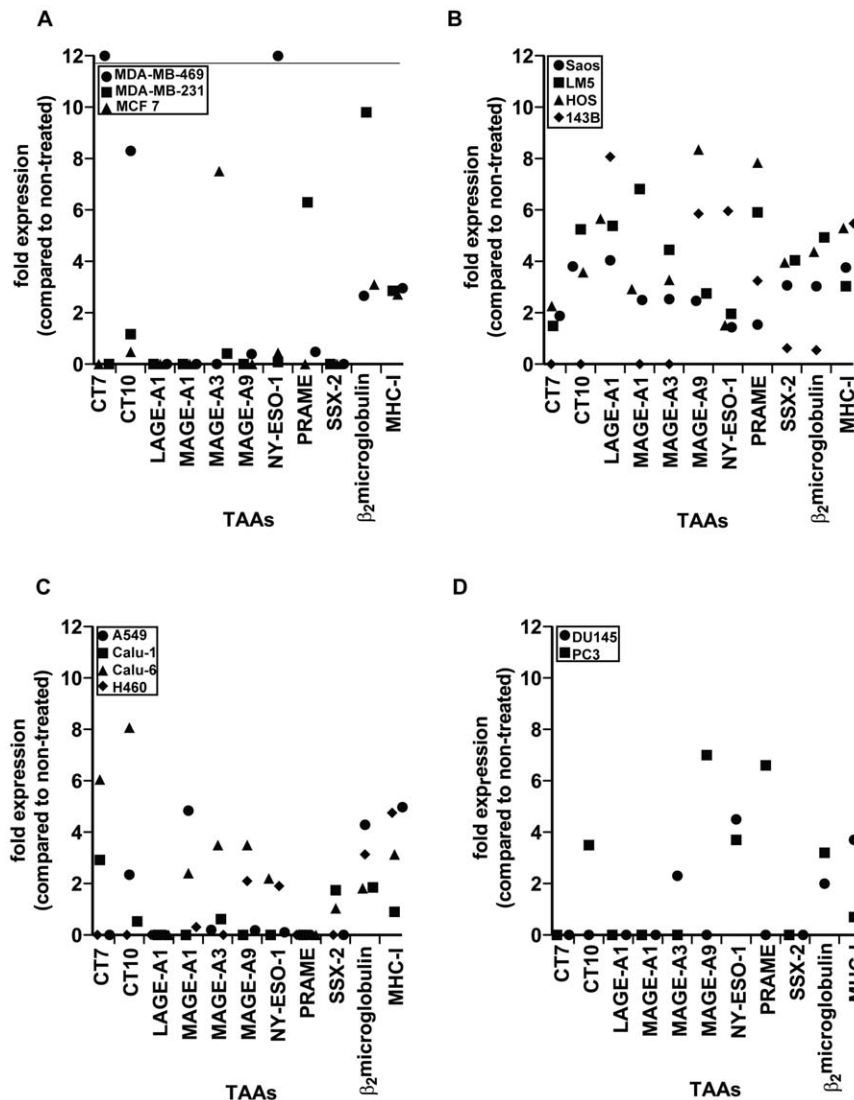 A
fold expression
(compared to non-treated)
12
10
8
6
4
2
0
MDA-MB-469
MDA-MB-231
MCF 7
CT7
CT10
LAGE-A1
MAGE-A1
MAGE-A3
MAGE-A9
NY-ESO-1
PRAME
SSX-2
β2microglobulin
MHC-I
TAAs
B
fold expression
(compared to non-treated)
12
10
8
6
4
2
0
Saos
LM5
HOS
143B
CT7
CT10
LAGE-A1
MAGE-A1
MAGE-A3
MAGE-A9
NY-ESO-1
PRAME
SSX-2
β2microglobulin
MHC-I
TAAs
C
fold expression
(compared to non-treated)
12
10
8
6
4
2
0
A549
Calu-1
Calu-6
H460
CT7
CT10
LAGE-A1
MAGE-A1
MAGE-A3
MAGE-A9
NY-ESO-1
PRAME
SSX-2
β2microglobulin
MHC-I
TAAs
D
fold expression
(compared to non-treated)
12
10
8
6
4
2
0
DU145
PC3
CT7
CT10
LAGE-A1
MAGE-A1
MAGE-A3
MAGE-A9
NY-ESO-1
PRAME
SSX-2
β2microglobulin
MHC-I
TAAs